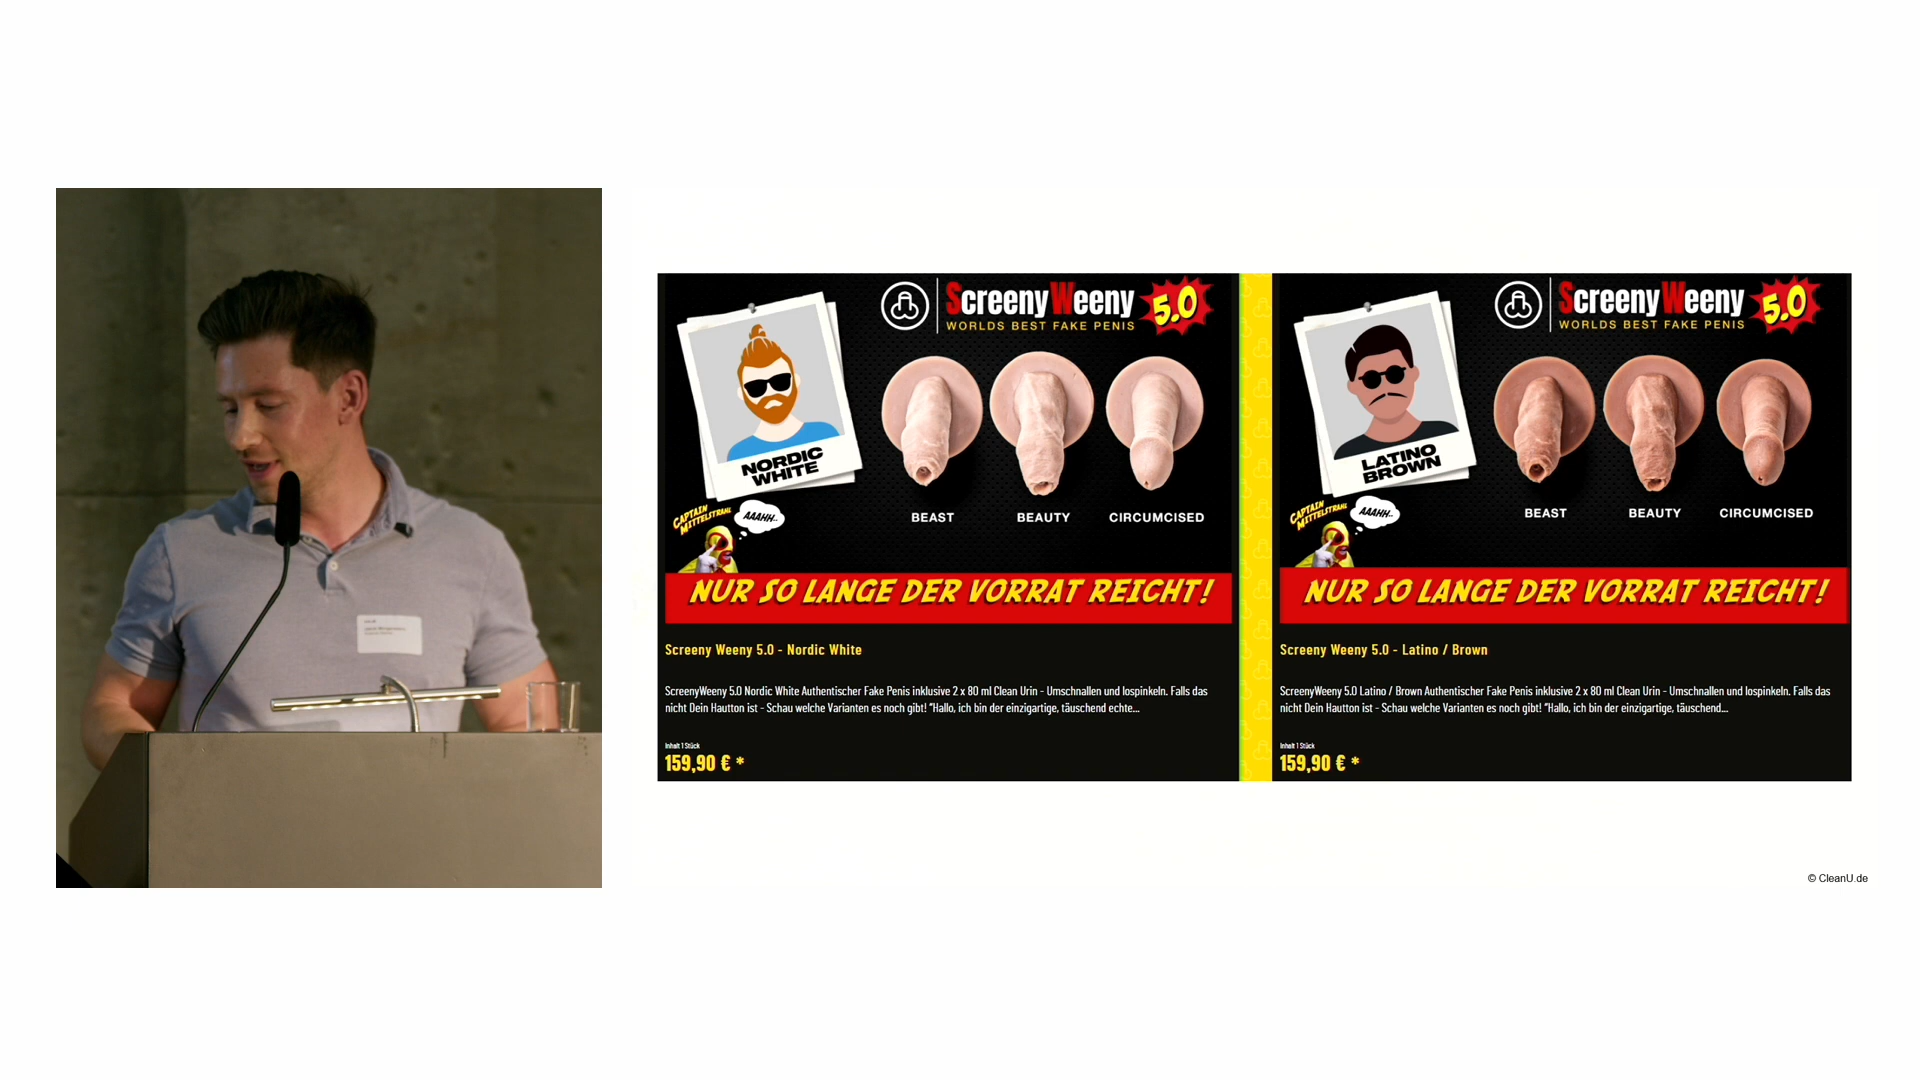 ScreenyWeeny 5.0
WORLDS BEST FAKE PENIS
NORDIC
WHITE
CAPTAIN
MITTELSTRAHL
AAAHH..
BEAST
BEAUTY
CIRCUMCISED
NUR SO LANGE DER VORRAT REICHT!
Screeny Weeny 5.0 - Nordic White
ScreenyWeeny 5.0 Nordic White Authentischer Fake Penis inklusive 2 x 80 ml Clean Urin - Umschnallen und lospinkeln. Falls das
nicht Dein Hautton ist - Schau welche Varianten es noch gibt! "Hallo, ich bin der einzigartige, täuschend echte...
Inhalt 1 Stück
159,90 € *
ScreenyWeeny 5.0
WORLDS BEST FAKE PENIS
LATINO
BROWN
CAPTAIN
MITTELSTRAHL
AAAHH..
BEAST
BEAUTY
CIRCUMCISED
NUR SO LANGE DER VORRAT REICHT!
Screeny Weeny 5.0 - Latino / Brown
ScreenyWeeny 5.0 Latino / Brown Authentischer Fake Penis inklusive 2 x 80 ml Clean Urin - Umschnallen und lospinkeln. Falls das
nicht Dein Hautton ist - Schau welche Varianten es noch gibt! "Hallo, ich bin der einzigartige, täuschend...
Inhalt 1 Stück
159,90 € *
© CleanU.de